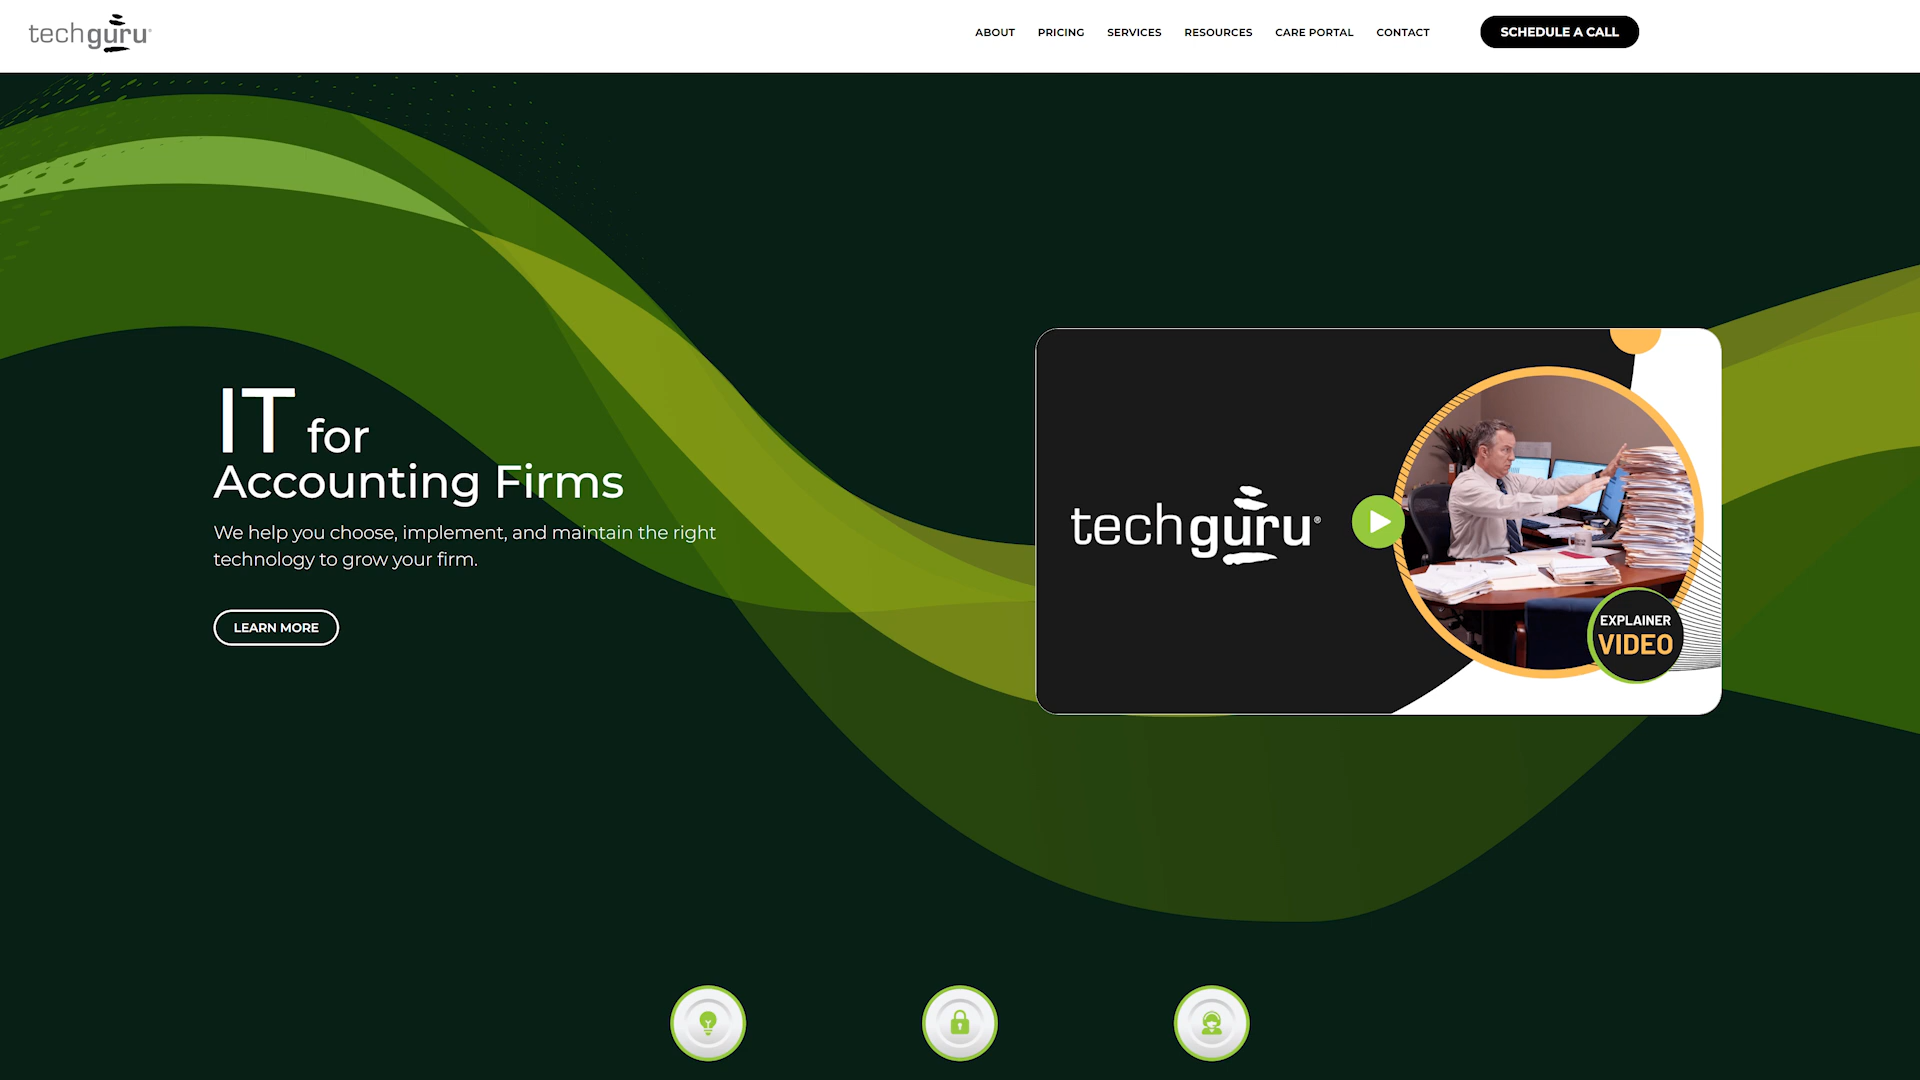 techguru®
ABOUT
PRICING
SERVICES
RESOURCES
CARE PORTAL
CONTACT
SCHEDULE A CALL
IT for
Accounting Firms
We help you choose, implement, and maintain the right
technology to grow your firm.
LEARN MORE
techguru®
EXPLAINER
VIDEO